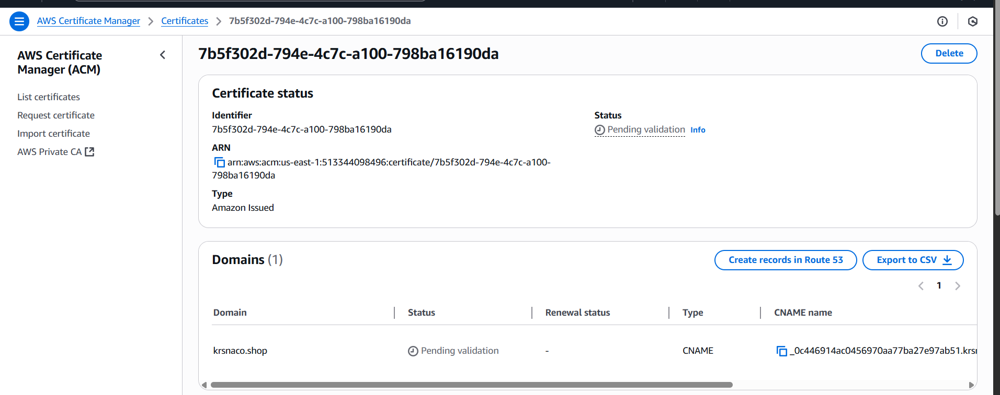 AWS Certificate Manager > Certificates > 7b5f302d-794e-4c7c-a100-798ba16190da
AWS Certificate
Manager (ACM)
List certificates
Request certificate
Import certificate
AWS Private CA
7b5f302d-794e-4c7c-a100-798ba16190da
Delete
Certificate status
Identifier
7b5f302d-794e-4c7c-a100-798ba16190da
Status
Pending validation Info
ARN
arn:aws:acm:us-east-1:513344098496:certificate/7b5f302d-794e-4c7c-a100-
798ba16190da
Type
Amazon Issued
Domains (1)
Create records in Route 53
Export to CSV
1
Domain Status Renewal status Type CNAME name
krsnaco.shop Pending validation - CNAME _0c446914ac0456970aa77ba27e97ab51.krsn